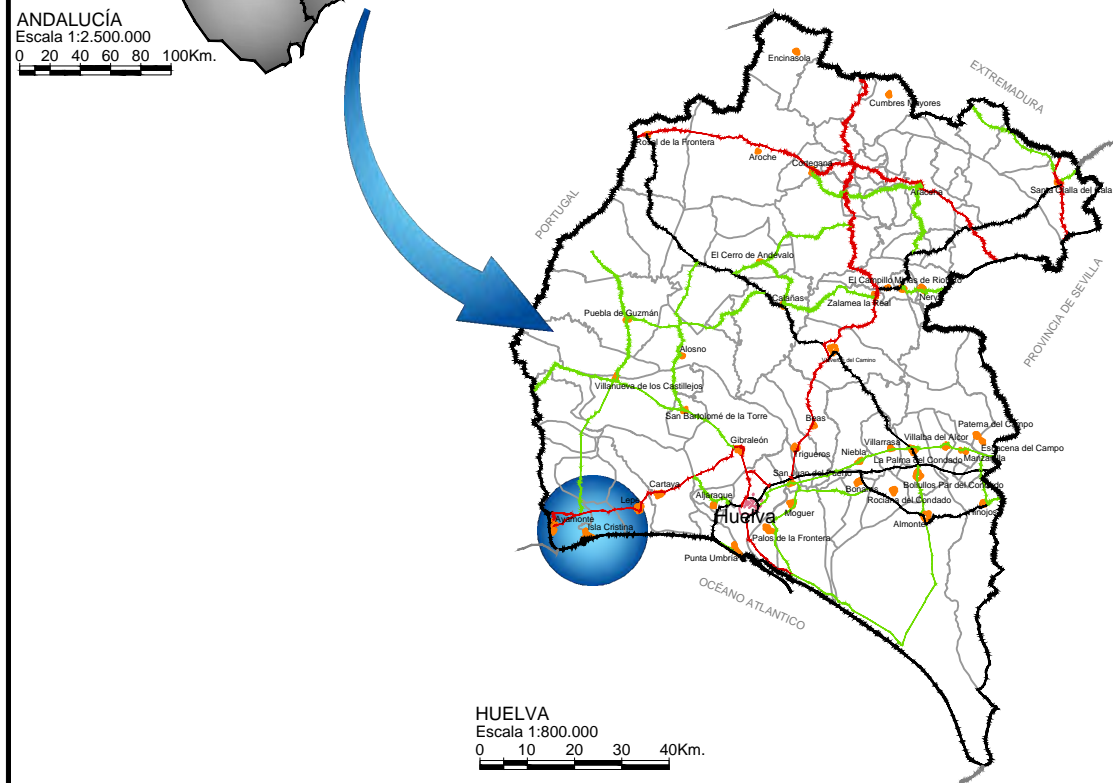 ANDALUCÍA
Escala 1:2.500.000
0 20 40 60 80 100Km.
Encinasola
EXTREMADURA
Cumbres Mayores
Rosal de la Frontera
Aroche
Cortegana
Aracena
Santa Olalla del Cala
PORTUGAL
El Cerro de Andévalo
El Campillo
Minas de Riotinto
Nerva
Calañas
Zalamea la Real
PROVINCIA DE SEVILLA
Puebla de Guzmán
Alosno
Valverde del Camino
Villanueva de los Castillejos
San Bartolomé de la Torre
Beas
Paterna del Campo
Gibraleón
Trigueros
Villarrasa
Villalba del Alcor
Escacena del Campo
Niebla
La Palma del Condado
Manzanilla
San Juan del Puerto
Bonares
Bollullos Par del Condado
Cartaya
Aljaraque
Rociana del Condado
Lepe
Moguer
Hinojos
Huelva
Almonte
Ayamonte
Isla Cristina
Palos de la Frontera
Punta Umbría
OCÉANO ATLANTICO
HUELVA
Escala 1:800.000
0 10 20 30 40Km.